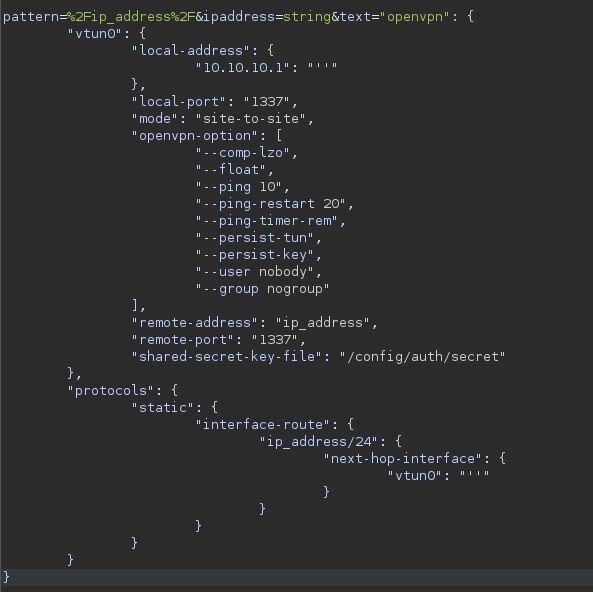 pattern=%2Fip_address%2F&ipaddress=string&text="openvpn": {
"vtun0": {
"local-address": {
"10.10.10.1": "''"
},
"local-port": "1337",
"mode": "site-to-site",
"openvpn-option": [
"--comp-lzo",
"--float",
"--ping 10",
"--ping-restart 20",
"--ping-timer-rem",
"--persist-tun",
"--persist-key",
"--user nobody",
"--group nogroup"
],
"remote-address": "ip_address",
"remote-port": "1337",
"shared-secret-key-file": "/config/auth/secret"
},
"protocols": {
"static": {
"interface-route": {
"ip_address/24": {
"next-hop-interface": {
"vtun0": "''"
}
}
}
}
}
}